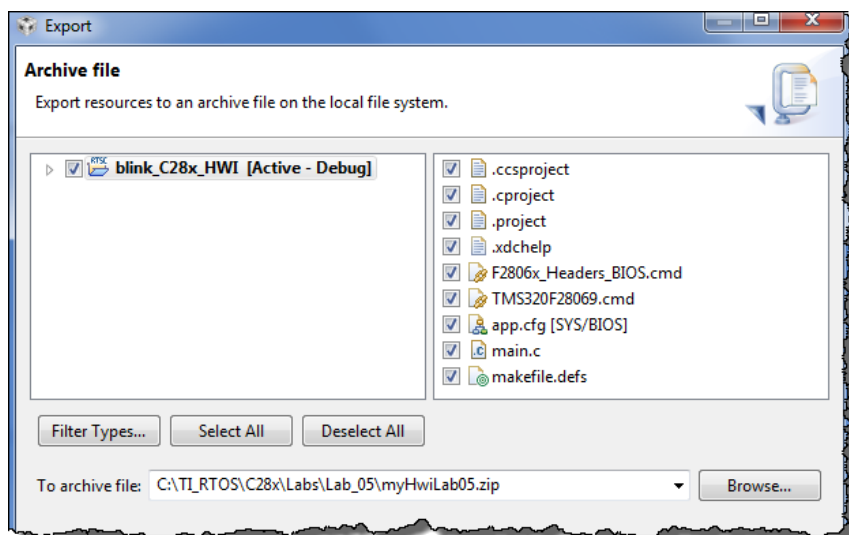 Export
Archive file
Export resources to an archive file on the local file system.
RTSC
blink_C28x_HWI [Active - Debug]
.ccsproject
.cproject
.project
.xdchelp
F2806x_Headers_BIOS.cmd
TMS320F28069.cmd
app.cfg [SYS/BIOS]
.c main.c
makefile.defs
Filter Types... Select All Deselect All
To archive file: C:\TI_RTOS\C28x\Labs\Lab_05\myHwiLab05.zip Browse...